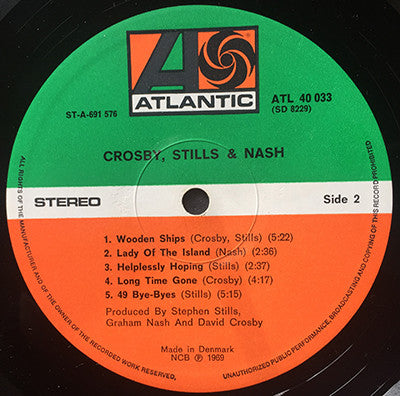 ATLANTIC
ST-A-691 576
ATL 40 033
(SD 8229)
CROSBY, STILLS & NASH
STEREO
Side 2
1. Wooden Ships (Crosby, Stills) (5:22)
2. Lady Of The Island (Nash) (2:36)
3. Helplessly Hoping (Stills) (2:37)
4. Long Time Gone (Crosby) (4:17)
5. 49 Bye-Byes (Stills) (5:15)
Produced By Stephen Stills,
Graham Nash And David Crosby
Made in Denmark
NCB Ⓟ 1969
ALL RIGHTS OF THE MANUFACTURER AND OF THE OWNER OF THE RECORDED WORK RESERVED.
UNAUTHORIZED PUBLIC PERFORMANCE, BROADCASTING AND COPYING OF THIS RECORD PROHIBITED